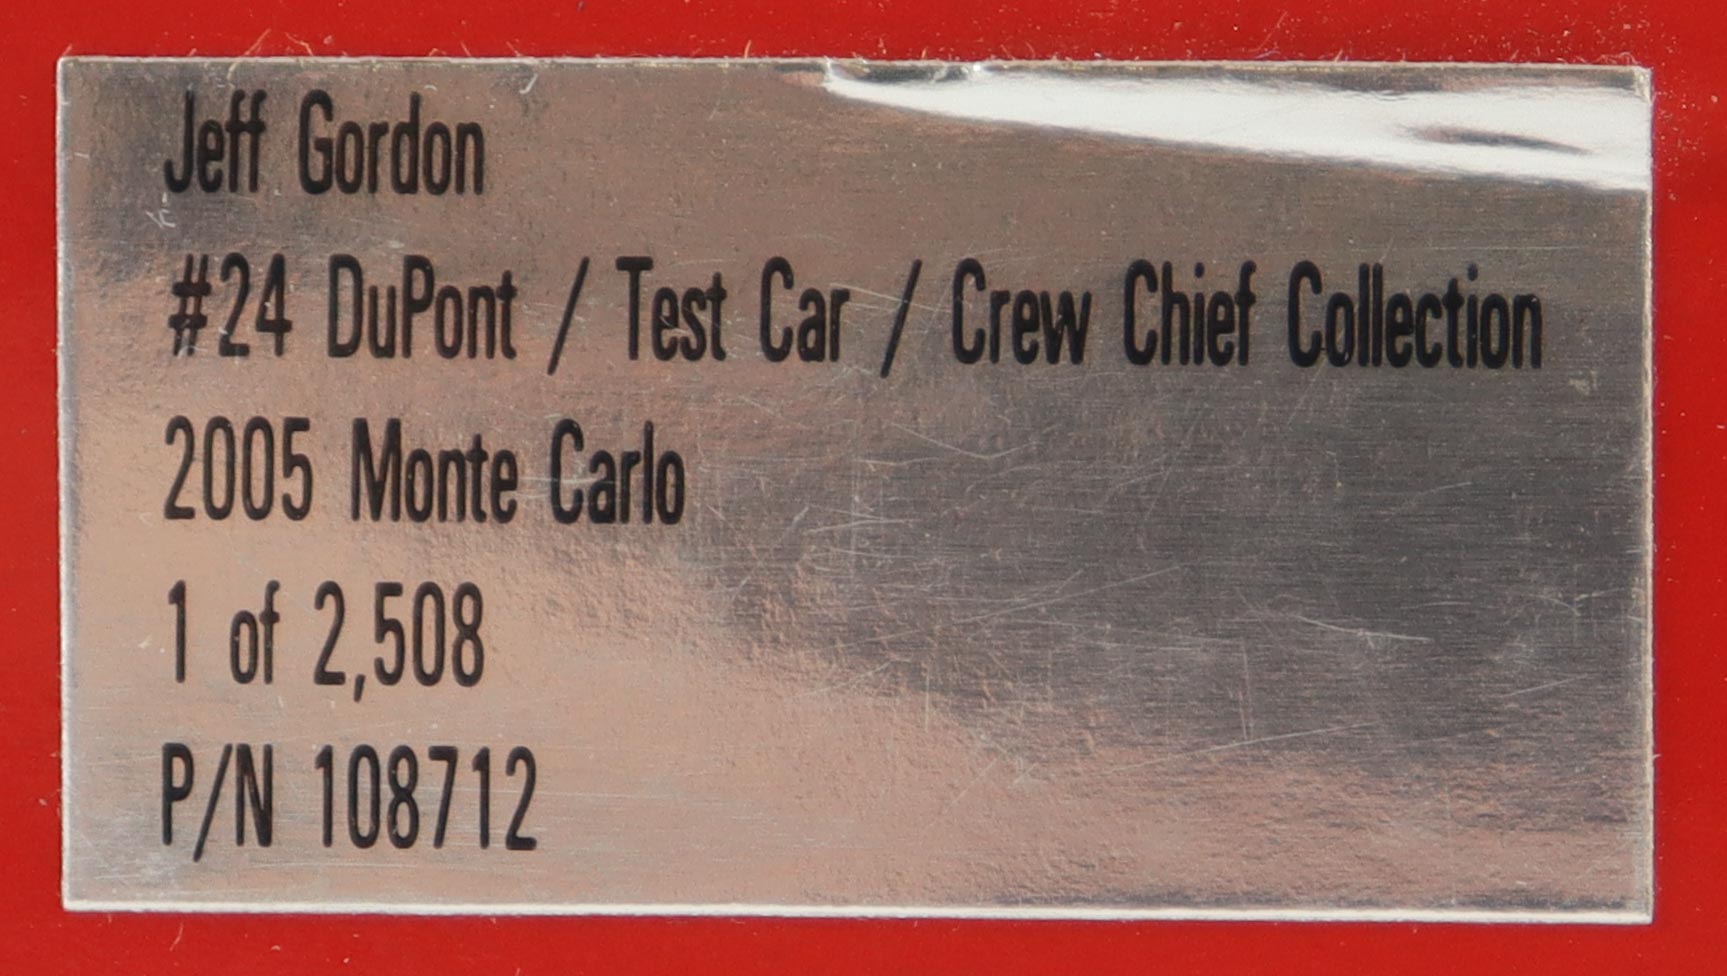 Jeff Gordon
#24 DuPont / Test Car / Crew Chief Collection
2005 Monte Carlo
1 of 2,508
P/N 108712